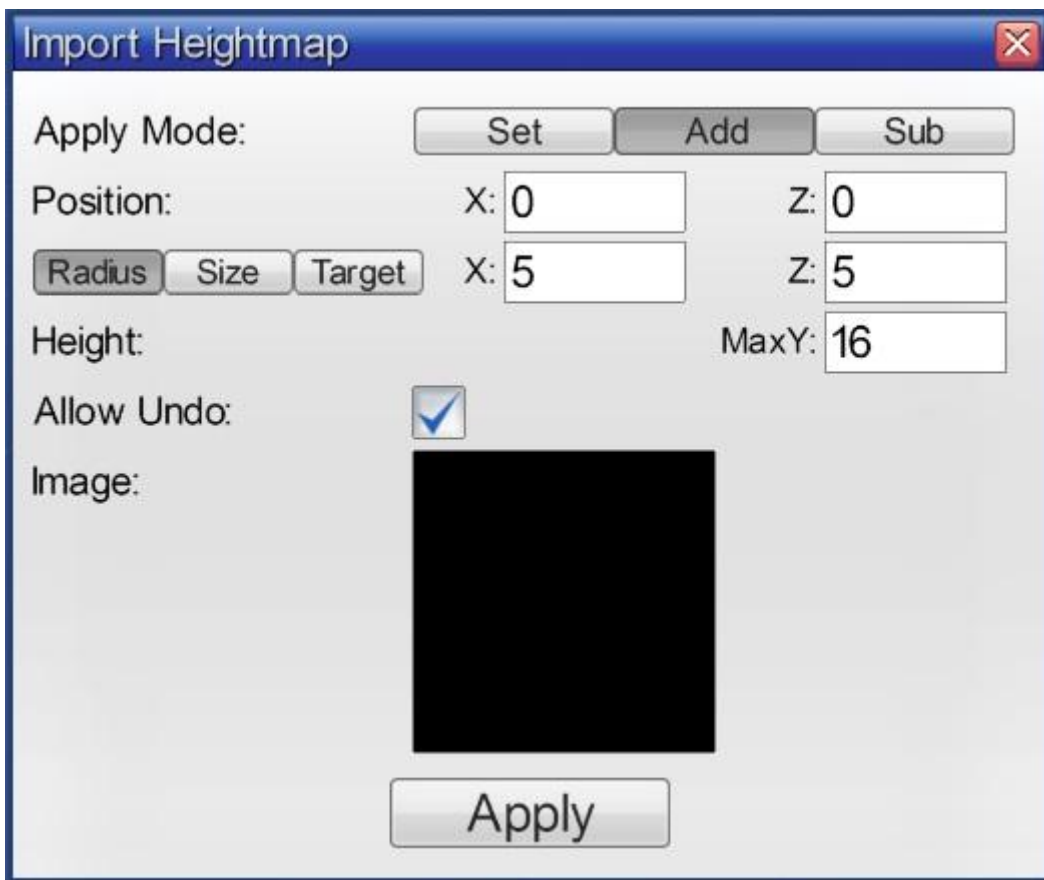 Import Heightmap
Apply Mode: Set Add Sub
Position: X: 0 Z: 0
Radius Size Target X: 5 Z: 5
Height: MaxY: 16
Allow Undo:
Image:
Apply